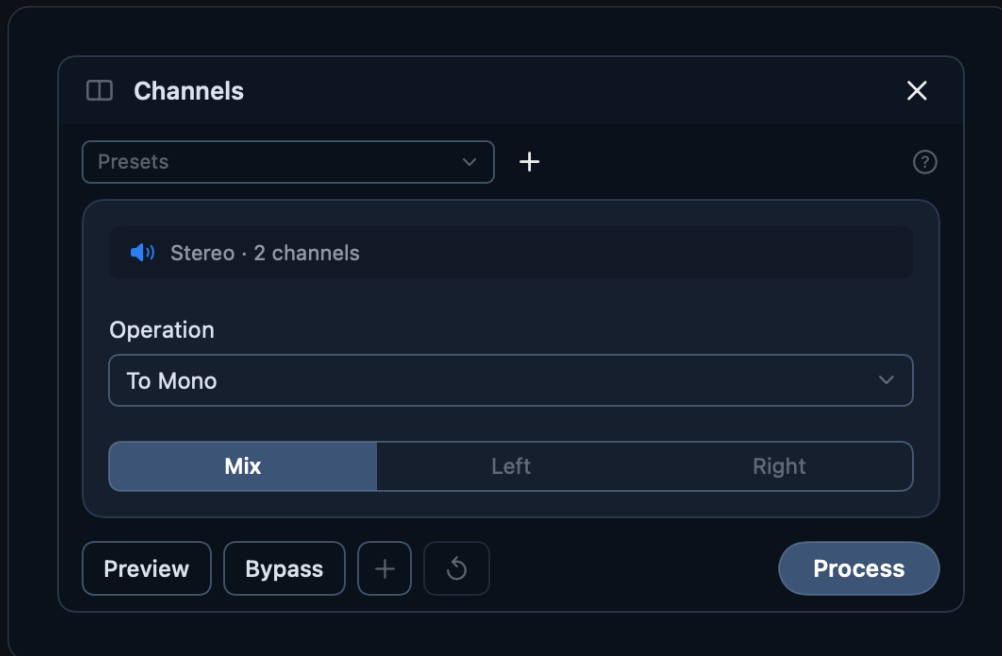 Channels
Presets
?
Stereo · 2 channels
Operation
To Mono
Mix Left Right
Preview Bypass + Process